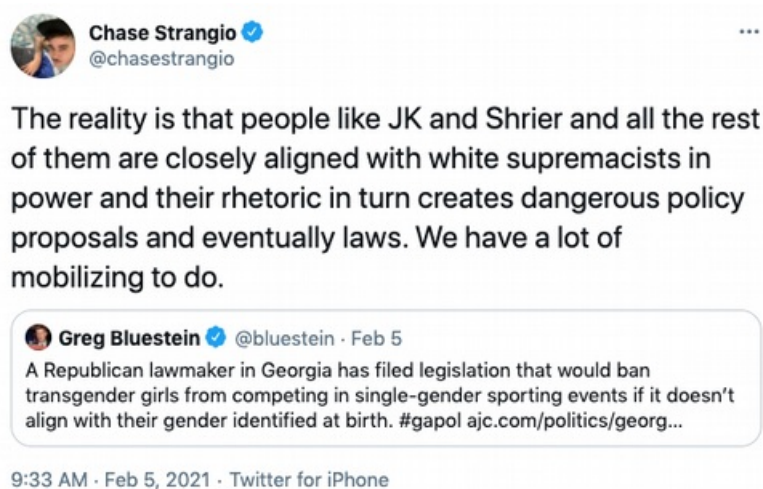 Chase Strangio
@chasestrangio
The reality is that people like JK and Shrier and all the rest
of them are closely aligned with white supremacists in
power and their rhetoric in turn creates dangerous policy
proposals and eventually laws. We have a lot of
mobilizing to do.
Greg Bluestein @bluestein · Feb 5
A Republican lawmaker in Georgia has filed legislation that would ban
transgender girls from competing in single-gender sporting events if it doesn't
align with their gender identified at birth. #gapol ajc.com/politics/georg...
9:33 AM · Feb 5, 2021 · Twitter for iPhone